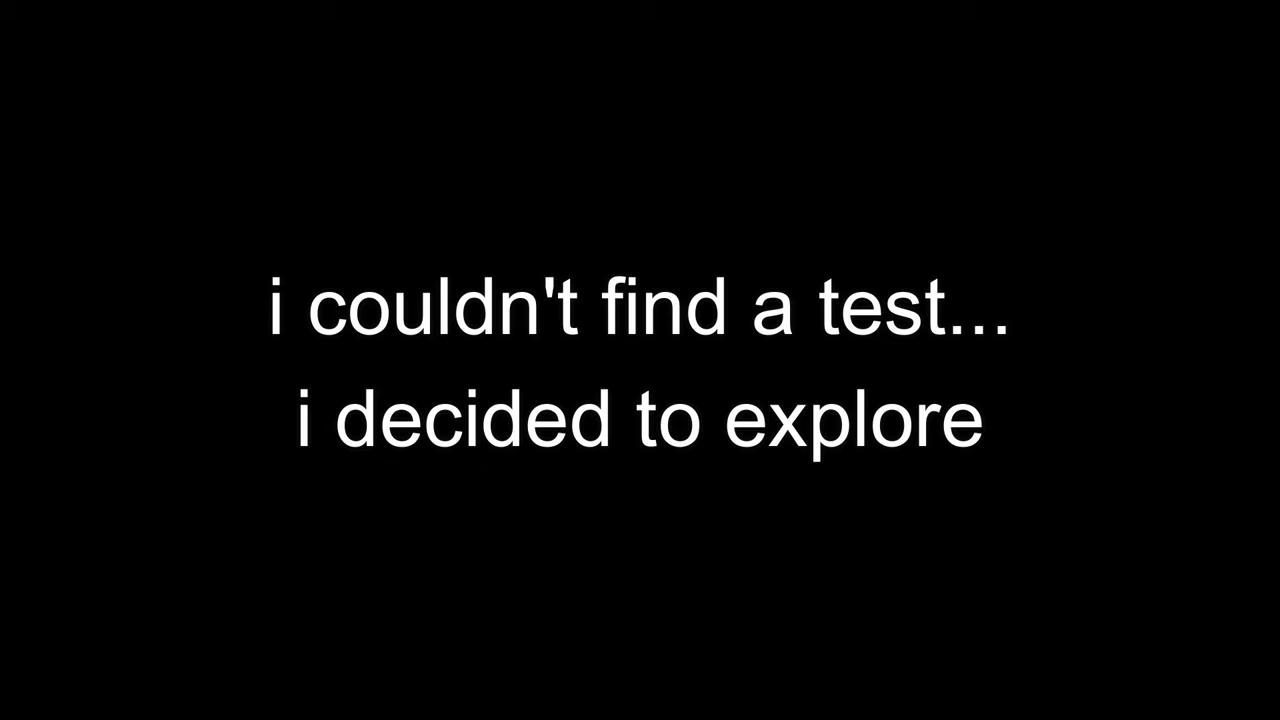 i couldn't find a test...
i decided to explore